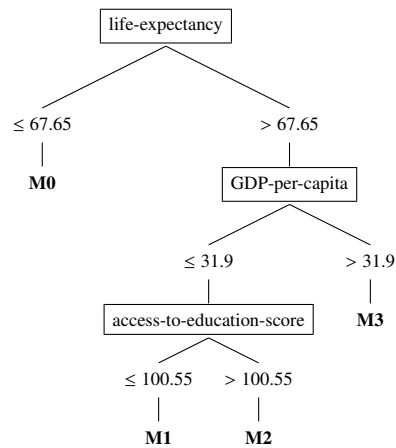 life-expectancy
≤ 67.65
> 67.65
M0
GDP-per-capita
≤ 31.9
> 31.9
access-to-education-score
M3
≤ 100.55
> 100.55
M1
M2